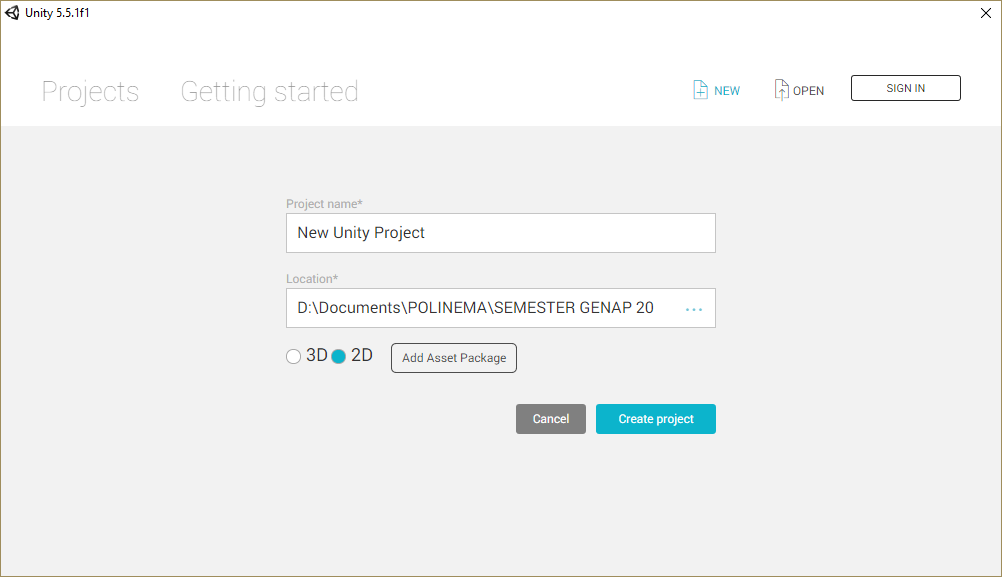 Unity 5.5.1f1
Projects Getting started NEW OPEN SIGN IN
Project name*
New Unity Project
Location*
D:\Documents\POLINEMA\SEMESTER GENAP 20 ...
3D 2D Add Asset Package
Cancel Create project